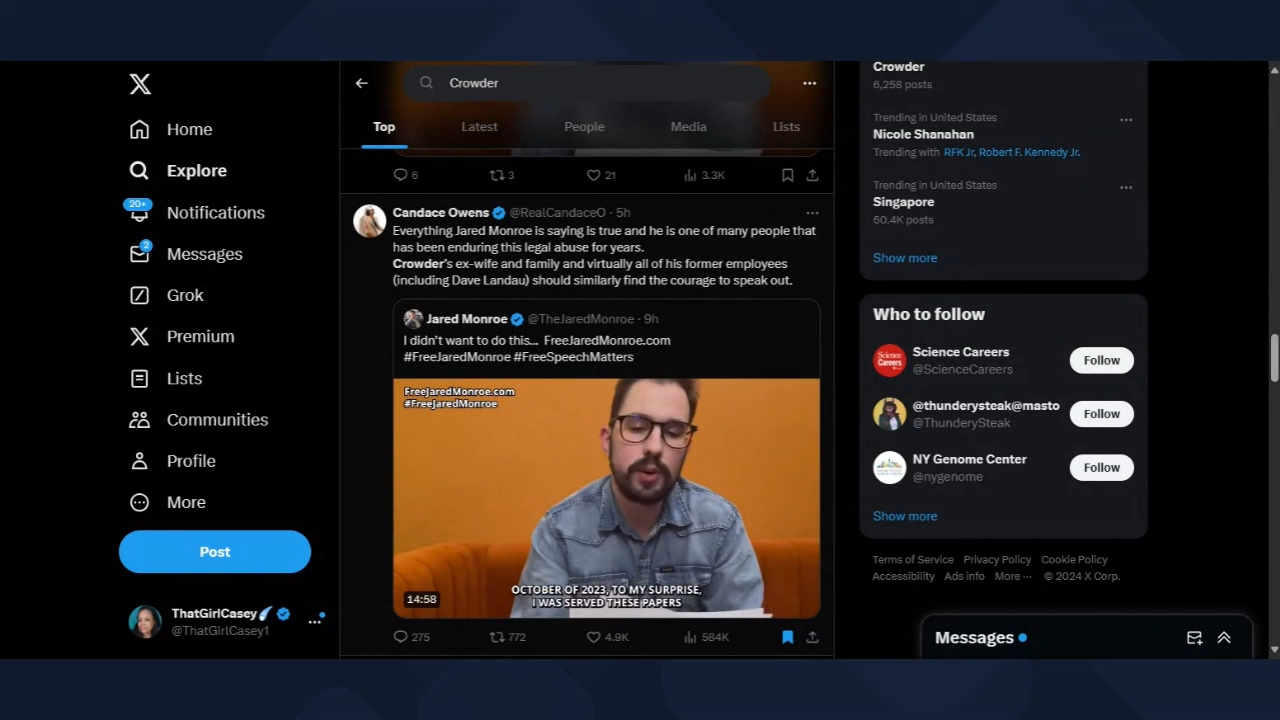 Home
Explore
20+
Notifications
2
Messages
Grok
Premium
Lists
Communities
Profile
More
Post
ThatGirlCasey
@ThatGirlCasey1
Crowder
Top Latest People Media Lists
6 3 21 3.3K
Candace Owens @RealCandaceO · 5h
Everything Jared Monroe is saying is true and he is one of many people that
has been enduring this legal abuse for years.
Crowder's ex-wife and family and virtually all of his former employees
(including Dave Landau) should similarly find the courage to speak out.
Jared Monroe @TheJaredMonroe · 9h
I didn't want to do this... FreeJaredMonroe.com
#FreeJaredMonroe #FreeSpeechMatters
FreeJaredMonroe.com
#FreeJaredMonroe
OCTOBER OF 2023, TO MY SURPRISE,
I WAS SERVED THESE PAPERS
14:58
275 772 4.9K 584K
Crowder
6,258 posts
Trending in United States
Nicole Shanahan
Trending with RFK Jr, Robert F. Kennedy Jr.
Trending in United States
Singapore
60.4K posts
Show more
Who to follow
Science Careers
@ScienceCareers
Follow
@thunderysteak@masto
@ThunderySteak
Follow
NY Genome Center
@nygenome
Follow
Show more
Terms of Service Privacy Policy Cookie Policy
Accessibility Ads info More ··· © 2024 X Corp.
Messages